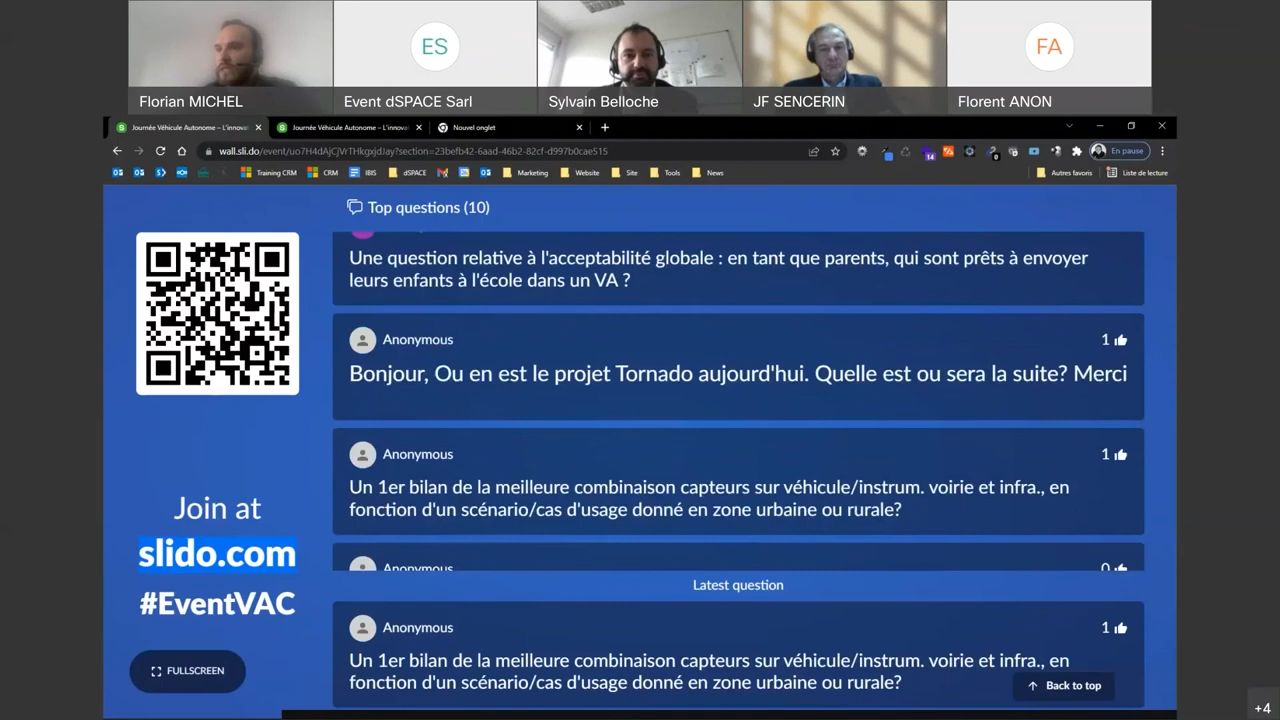 ES
FA
Florian MICHEL
Event dSPACE Sarl
Sylvain Belloche
JF SENCERIN
Florent ANON
Journée Véhicule Autonome – L'innova
Journée Véhicule Autonome – L'innova
Nouvel onglet
wall.sli.do/event/uo7H4dAjCjVrTHkgxjdJay?section=23befb42-6aad-46b2-82cf-d997b0cae515
14
0
En pause
Training CRM
CRM
IBIS
dSPACE
Marketing
Website
Site
Tools
News
Autres favoris
Liste de lecture
Top questions (10)
Une question relative à l'acceptabilité globale : en tant que parents, qui sont prêts à envoyer
leurs enfants à l'école dans un VA ?
Anonymous
1
Bonjour, Ou en est le projet Tornado aujourd'hui. Quelle est ou sera la suite? Merci
Anonymous
1
Un 1er bilan de la meilleure combinaison capteurs sur véhicule/instrum. voirie et infra., en
fonction d'un scénario/cas d'usage donné en zone urbaine ou rurale?
Anonymous
0
Latest question
Anonymous
1
Un 1er bilan de la meilleure combinaison capteurs sur véhicule/instrum. voirie et infra., en
fonction d'un scénario/cas d'usage donné en zone urbaine ou rurale?
Back to top
Join at
slido.com
#EventVAC
FULLSCREEN
+4